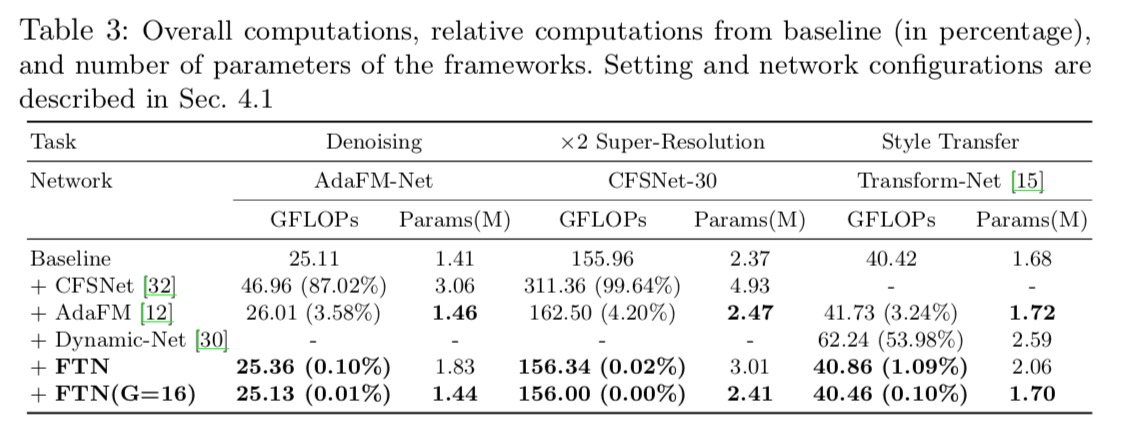 Table 3: Overall computations, relative computations from baseline (in percentage),
and number of parameters of the frameworks. Setting and network configurations are
described in Sec. 4.1
Task Denoising ×2 Super-Resolution Style Transfer
Network AdaFM-Net CFSNet-30 Transform-Net [15]
GFLOPs Params(M) GFLOPs Params(M) GFLOPs Params(M)
Baseline 25.11 1.41 155.96 2.37 40.42 1.68
+ CFSNet [32] 46.96 (87.02%) 3.06 311.36 (99.64%) 4.93 - -
+ AdaFM [12] 26.01 (3.58%) 1.46 162.50 (4.20%) 2.47 41.73 (3.24%) 1.72
+ Dynamic-Net [30] - - - - 62.24 (53.98%) 2.59
+ FTN 25.36 (0.10%) 1.83 156.34 (0.02%) 3.01 40.86 (1.09%) 2.06
+ FTN(G=16) 25.13 (0.01%) 1.44 156.00 (0.00%) 2.41 40.46 (0.10%) 1.70